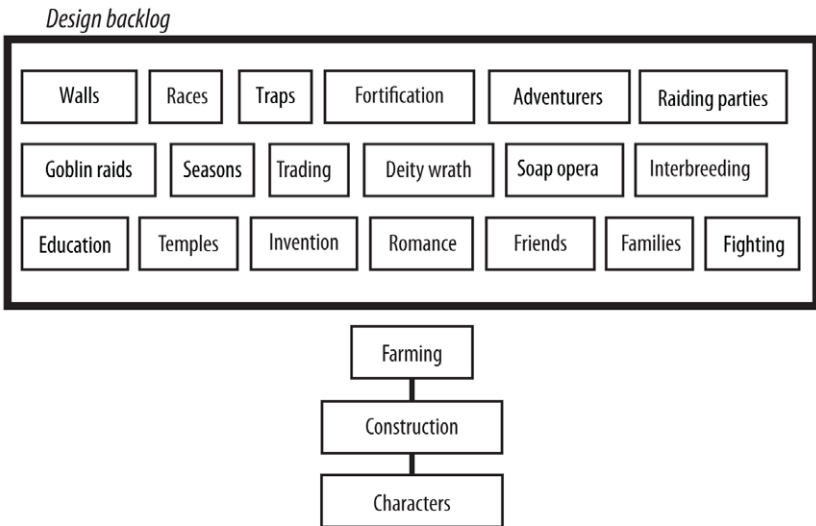 Design backlog
Walls Races Traps Fortification Adventurers Raiding parties
Goblin raids Seasons Trading Deity wrath Soap opera Interbreeding
Education Temples Invention Romance Friends Families Fighting
Farming
Construction
Characters